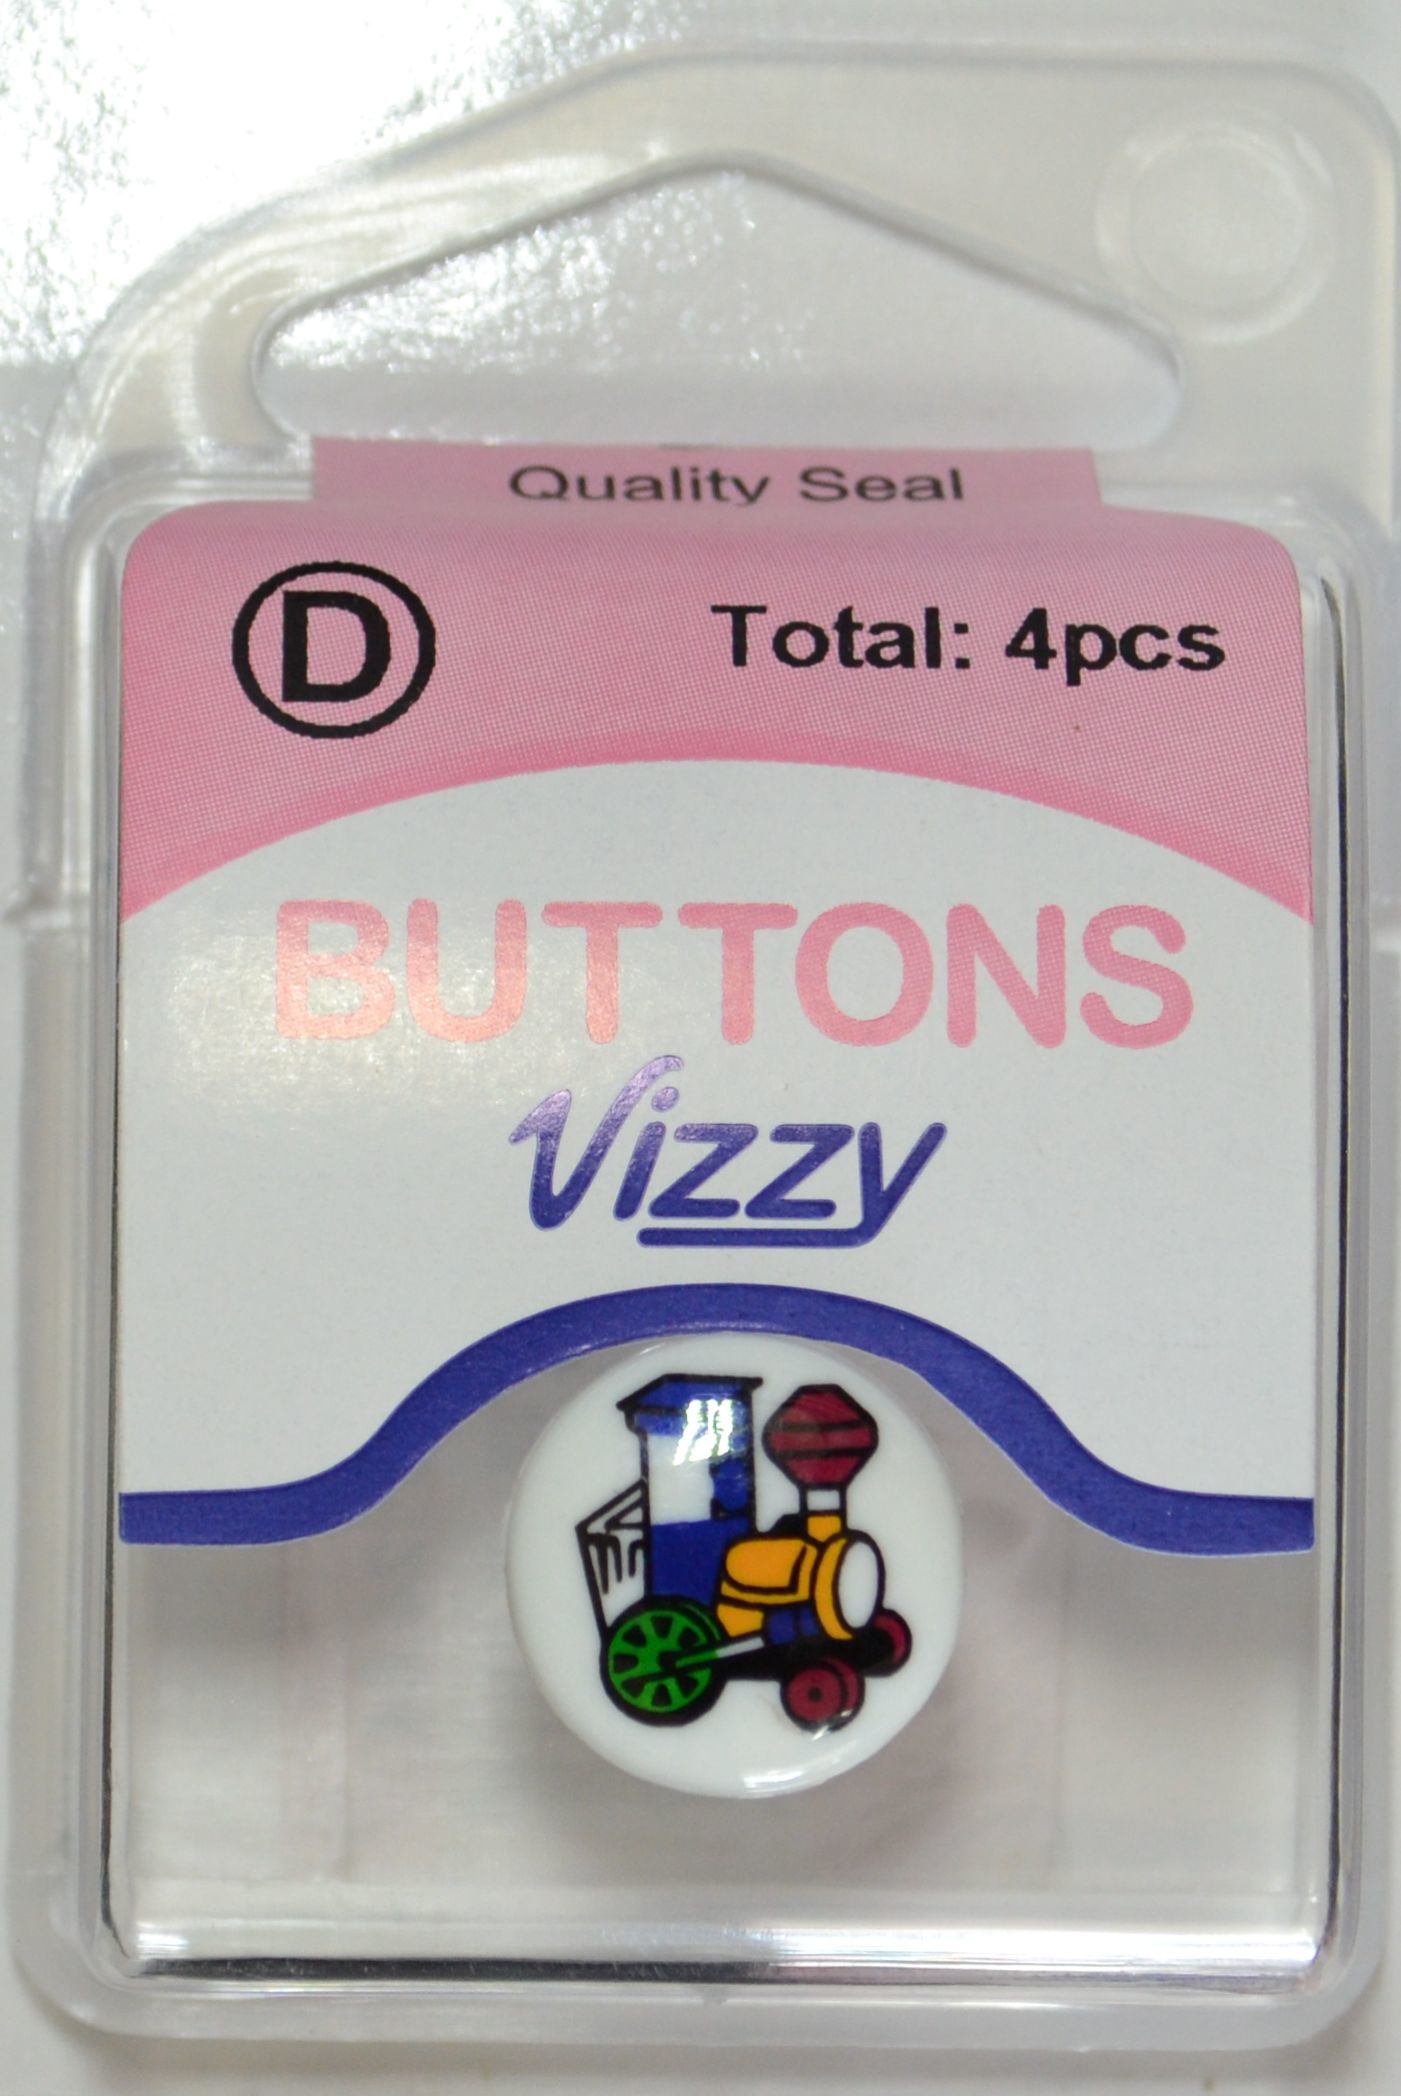 Quality Seal
D Total: 4pcs
BUTTONS
Vizzy